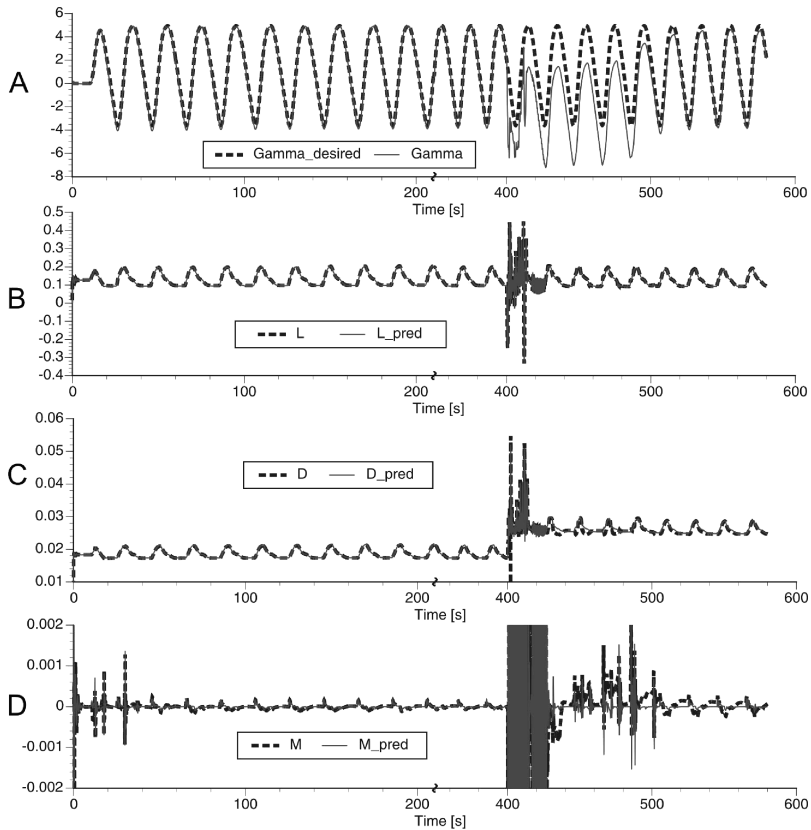 6
4
2
A
0
-2
-4
-6
-8
Gamma_desired Gamma
0 100 200 400 500 600
Time [s]
0.5
0.4
0.3
0.2
0.1
B
0
-0.1
-0.2
-0.3
-0.4
L L_pred
0 100 200 400 500 600
Time [s]
0.06
0.05
0.04
C
0.03
0.02
0.01
D D_pred
0 100 200 400 500 600
Time [s]
0.002
0.001
D
0
-0.001
-0.002
M M_pred
0 100 200 400 500 600
Time [s]